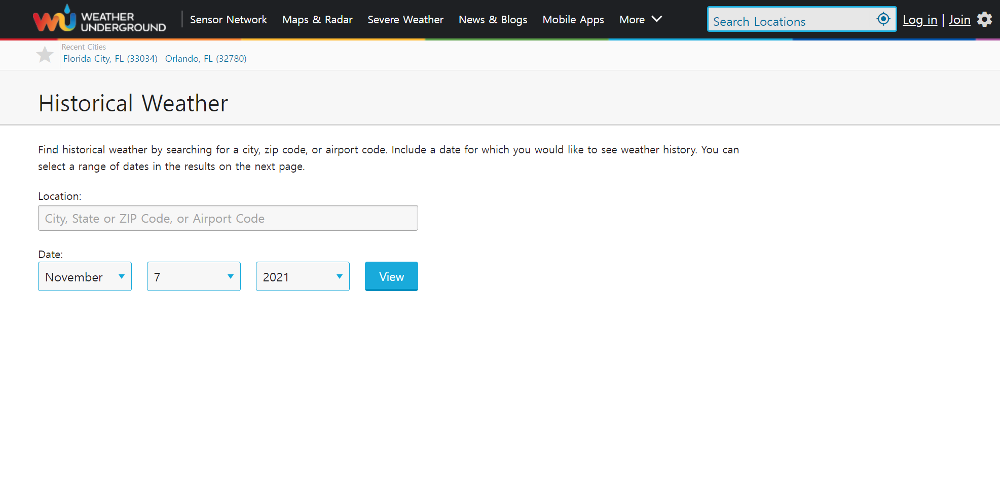 WEATHER
UNDERGROUND
Sensor Network Maps & Radar Severe Weather News & Blogs Mobile Apps More Search Locations Log in | Join
Recent Cities
Florida City, FL (33034) Orlando, FL (32780)
Historical Weather
Find historical weather by searching for a city, zip code, or airport code. Include a date for which you would like to see weather history. You can
select a range of dates in the results on the next page.
Location:
City, State or ZIP Code, or Airport Code
Date:
November 7 2021 View